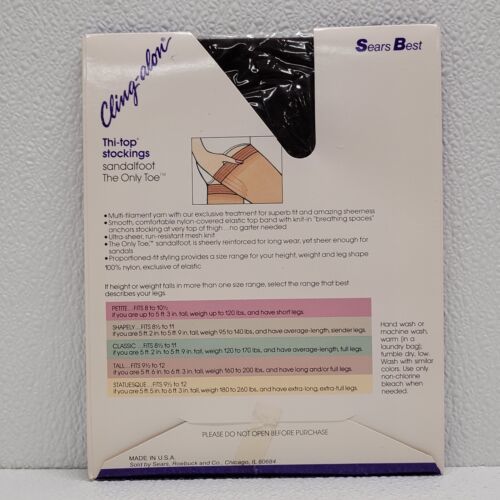 Cling-alon®
Sears Best
Thi-top®
stockings
sandalfoot
The Only Toe™
•Multi-filament yarn with our exclusive treatment for superb fit and amazing sheerness
•Smooth, comfortable nylon-covered elastic top band with knit-in "breathing spaces"
anchors stocking at very top of thigh...no garter needed
•Ultra-sheer, run-resistant mesh knit
•The Only Toe,™ sandalfoot, is sheerly reinforced for long wear, yet sheer enough for
sandals
•Proportioned-fit styling provides a size range for your height, weight and leg shape
100% nylon, exclusive of elastic
If height or weight falls in more than one size range, select the range that best
describes your legs.
PETITE...FITS 8 to 10½
if you are up to 5 ft 3 in. tall, weigh up to 120 lbs, and have short legs.
SHAPELY...FITS 8½ to 11
if you are 5 ft 2 in. to 5 ft 9 in. tall, weigh 95 to 140 lbs, and have average-length, slender legs.
CLASSIC...FITS 8½ to 11
if you are 5 ft 2 in. to 5 ft 9 in. tall, weigh 120 to 170 lbs, and have average-length, full legs.
TALL...FITS 9½ to 12
if you are 5 ft 6 in. to 6 ft 3 in. tall, weigh 160 to 200 lbs, and have long and/or full legs.
STATUESQUE...FITS 9½ to 12
if you are 5 ft 5 in. to 6 ft 3 in. tall, weigh 180 to 260 lbs, and have extra-long, extra-full legs.
Hand wash or
machine wash,
warm (in a
laundry bag);
tumble dry, low.
Wash with similar
colors. Use only
non-chlorine
bleach when
needed.
PLEASE DO NOT OPEN BEFORE PURCHASE
MADE IN U.S.A.
Sold by Sears, Roebuck and Co., Chicago, IL 60684